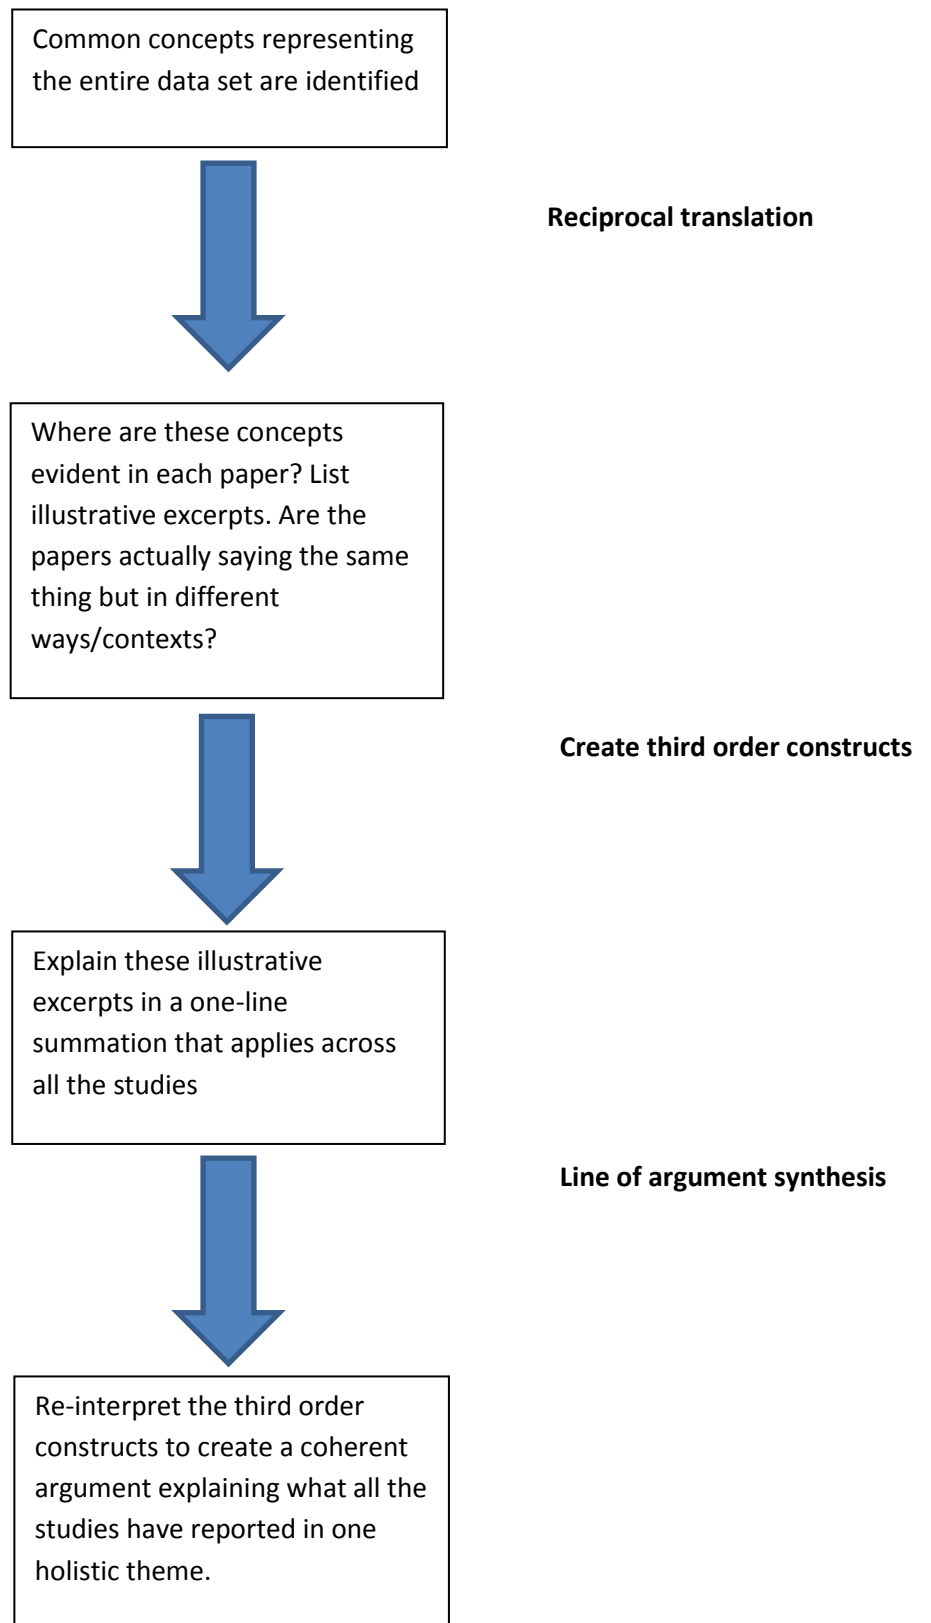 Common concepts representing
the entire data set are identified
Reciprocal translation
Where are these concepts
evident in each paper? List
illustrative excerpts. Are the
papers actually saying the same
thing but in different
ways/contexts?
Create third order constructs
Explain these illustrative
excerpts in a one-line
summation that applies across
all the studies
Line of argument synthesis
Re-interpret the third order
constructs to create a coherent
argument explaining what all the
studies have reported in one
holistic theme.